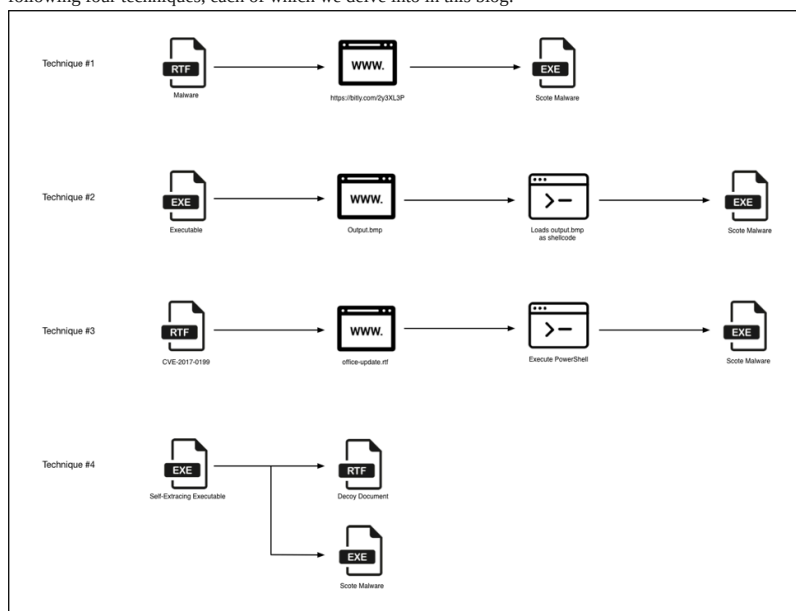 following four techniques, each of which we delve into in this blog.
Technique #1
RTF
WWW.
EXE
Malware
https://bitly.com/2y3XL3P
Scote Malware
Technique #2
EXE
WWW.
>—
EXE
Executable
Output.bmp
Loads output.bmp
as shellcode
Scote Malware
Technique #3
RTF
WWW.
>—
EXE
CVE-2017-0199
office-update.rtf
Execute PowerShell
Scote Malware
Technique #4
EXE
RTF
Self-Extracing Executable
Decoy Document
EXE
Scote Malware